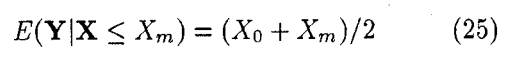 E(Y|X ≤ X_m) = (X_0 + X_m)/2 (25)